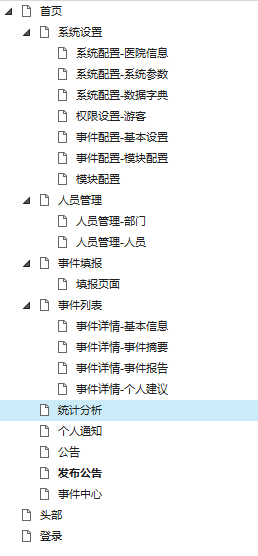 首页
系统设置
系统配置-医院信息
系统配置-系统参数
系统配置-数据字典
权限设置-游客
事件配置-基本设置
事件配置-模块配置
模块配置
人员管理
人员管理-部门
人员管理-人员
事件填报
填报页面
事件列表
事件详情-基本信息
事件详情-事件摘要
事件详情-事件报告
事件详情-个人建议
统计分析
个人通知
公告
发布公告
事件中心
头部
登录